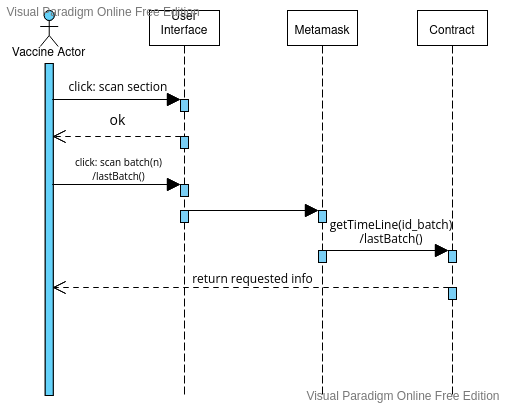 Visual Paradigm Online Free Edition
User
Interface
Metamask
Contract
Vaccine Actor
click: scan section
ok
click: scan batch(n)
/lastBatch()
getTimeLine(id_batch)
/lastBatch()
return requested info
Visual Paradigm Online Free Edition